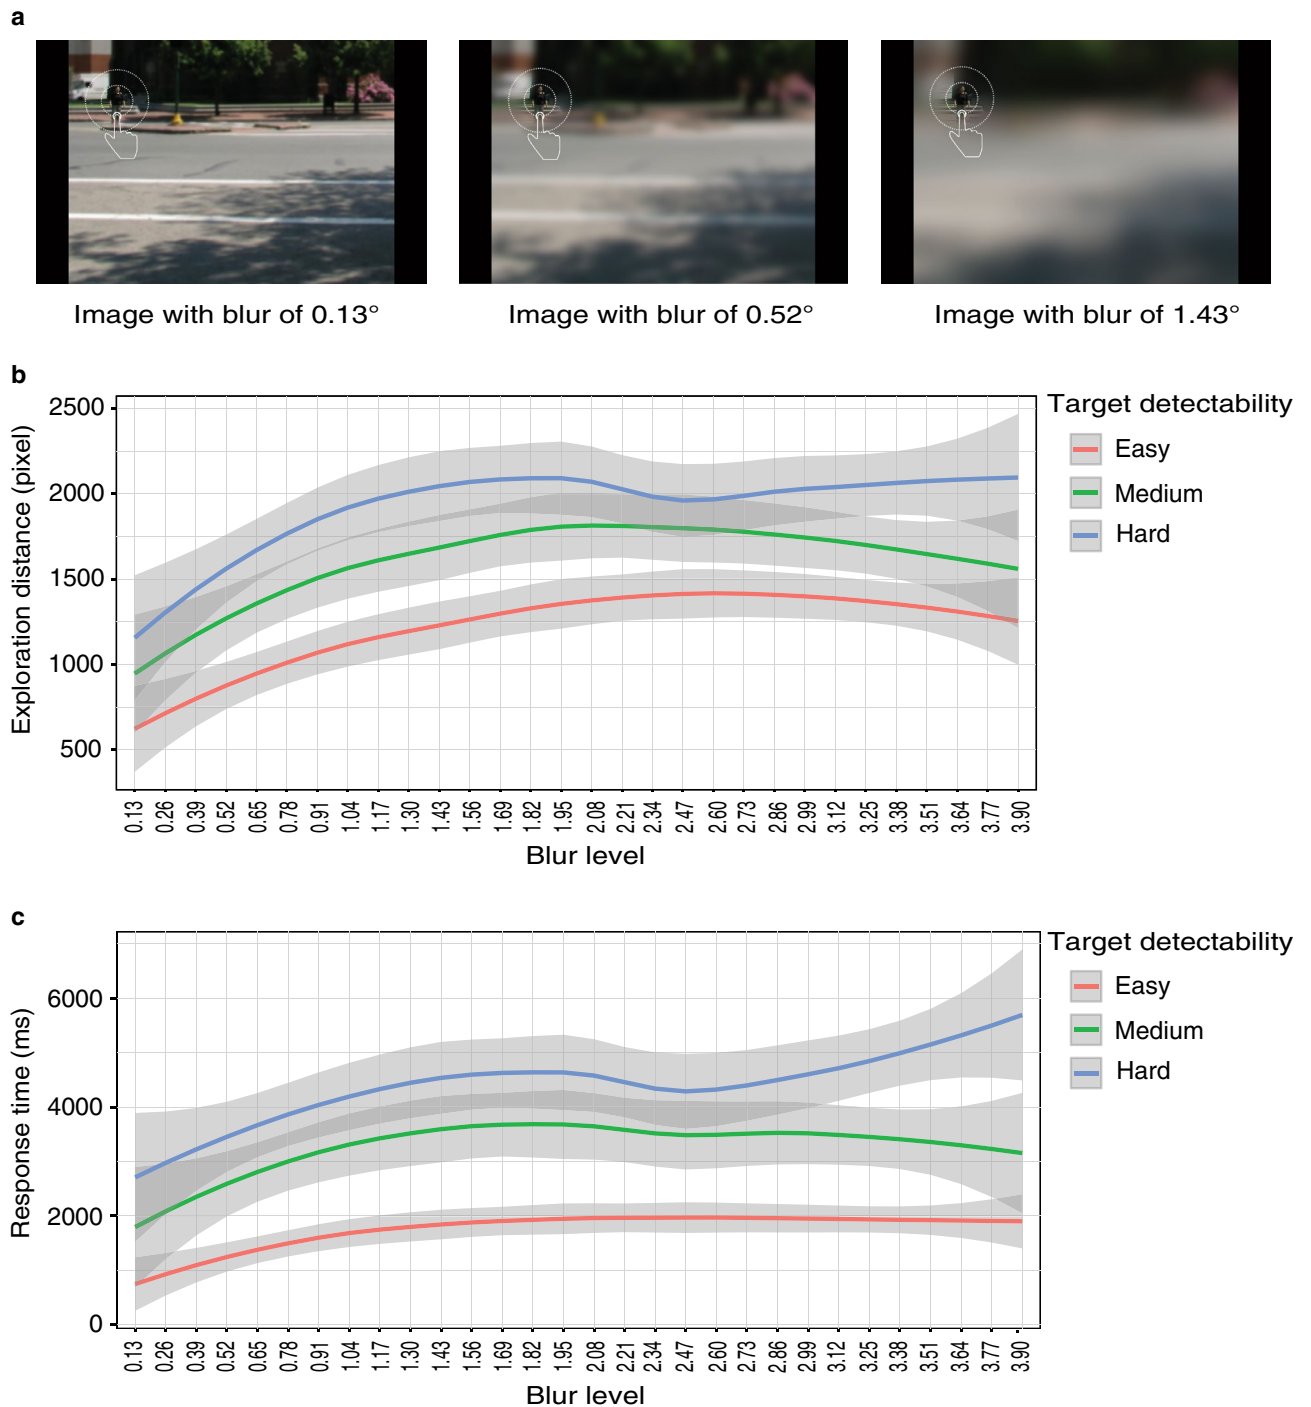 a
Image with blur of 0.13°
Image with blur of 0.52°
Image with blur of 1.43°
b
Exploration distance (pixel)
2500
2000
1500
1000
500
0.13 0.26 0.39 0.52 0.65 0.78 0.91 1.04 1.17 1.30 1.43 1.56 1.69 1.82 1.95 2.08 2.21 2.34 2.47 2.60 2.73 2.86 2.99 3.12 3.25 3.38 3.51 3.64 3.77 3.90
Blur level
Target detectability
Easy
Medium
Hard
c
Response time (ms)
6000
4000
2000
0
0.13 0.26 0.39 0.52 0.65 0.78 0.91 1.04 1.17 1.30 1.43 1.56 1.69 1.82 1.95 2.08 2.21 2.34 2.47 2.60 2.73 2.86 2.99 3.12 3.25 3.38 3.51 3.64 3.77 3.90
Blur level
Target detectability
Easy
Medium
Hard